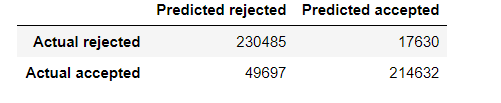 Predicted rejected Predicted accepted
Actual rejected 230485 17630
Actual accepted 49697 214632